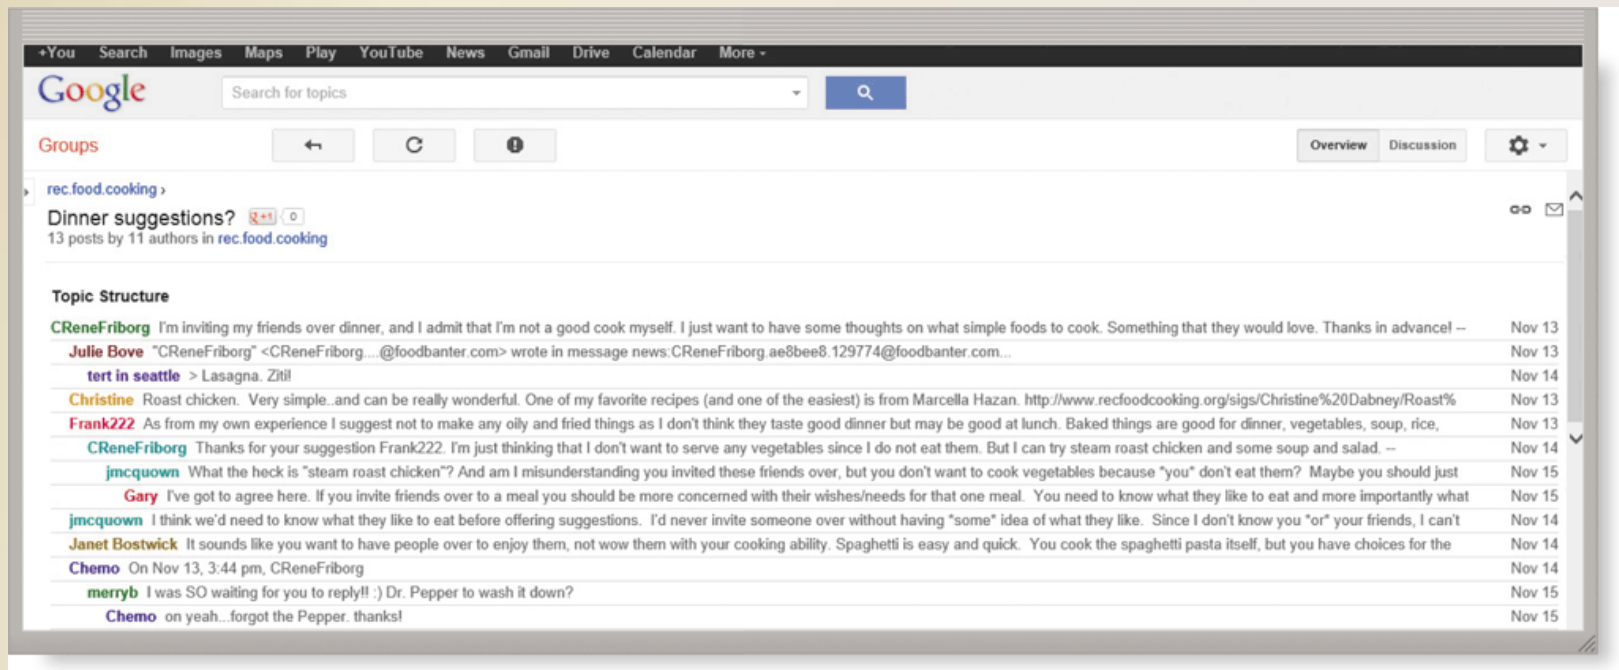 +You Search Images Maps Play YouTube News Gmail Drive Calendar More
Google Search for topics
Groups Overview Discussion
rec.food.cooking ›
Dinner suggestions? +1 0
13 posts by 11 authors in rec.food.cooking
Topic Structure
CReneFriborg I'm inviting my friends over dinner, and I admit that I'm not a good cook myself. I just want to have some thoughts on what simple foods to cook. Something that they would love. Thanks in advance! -- Nov 13
Julie Bove "CReneFriborg" <CReneFriborg....@foodbanter.com> wrote in message news:CReneFriborg.ae8bee8.129774@foodbanter.com... Nov 13
tert in seattle > Lasagna. Ziti! Nov 14
Christine Roast chicken. Very simple..and can be really wonderful. One of my favorite recipes (and one of the easiest) is from Marcella Hazan. http://www.recfoodcooking.org/sigs/Christine%20Dabney/Roast% Nov 13
Frank222 As from my own experience I suggest not to make any oily and fried things as I don't think they taste good dinner but may be good at lunch. Baked things are good for dinner, vegetables, soup, rice, Nov 13
CReneFriborg Thanks for your suggestion Frank222. I'm just thinking that I don't want to serve any vegetables since I do not eat them. But I can try steam roast chicken and some soup and salad. -- Nov 14
jmcquown What the heck is "steam roast chicken"? And am I misunderstanding you invited these friends over, but you don't want to cook vegetables because *you* don't eat them? Maybe you should just Nov 15
Gary I've got to agree here. If you invite friends over to a meal you should be more concerned with their wishes/needs for that one meal. You need to know what they like to eat and more importantly what Nov 15
jmcquown I think we'd need to know what they like to eat before offering suggestions. I'd never invite someone over without having *some* idea of what they like. Since I don't know you *or* your friends, I can't Nov 14
Janet Bostwick It sounds like you want to have people over to enjoy them, not wow them with your cooking ability. Spaghetti is easy and quick. You cook the spaghetti pasta itself, but you have choices for the Nov 14
Chemo On Nov 13, 3:44 pm, CReneFriborg Nov 14
merryb I was SO waiting for you to reply!! :) Dr. Pepper to wash it down? Nov 15
Chemo on yeah...forgot the Pepper. thanks! Nov 15